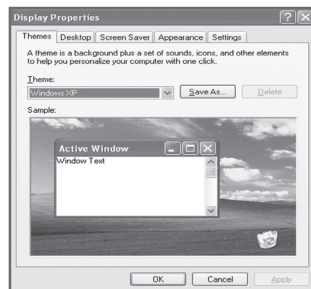 Display Properties
Themes Desktop Screen Saver Appearance Settings
A theme is a background plus a set of sounds, icons, and other elements
to help you personalize your computer with one click.
Theme:
Windows XP Save As... Delete
Sample:
Active Window
Window Text
OK Cancel Apply